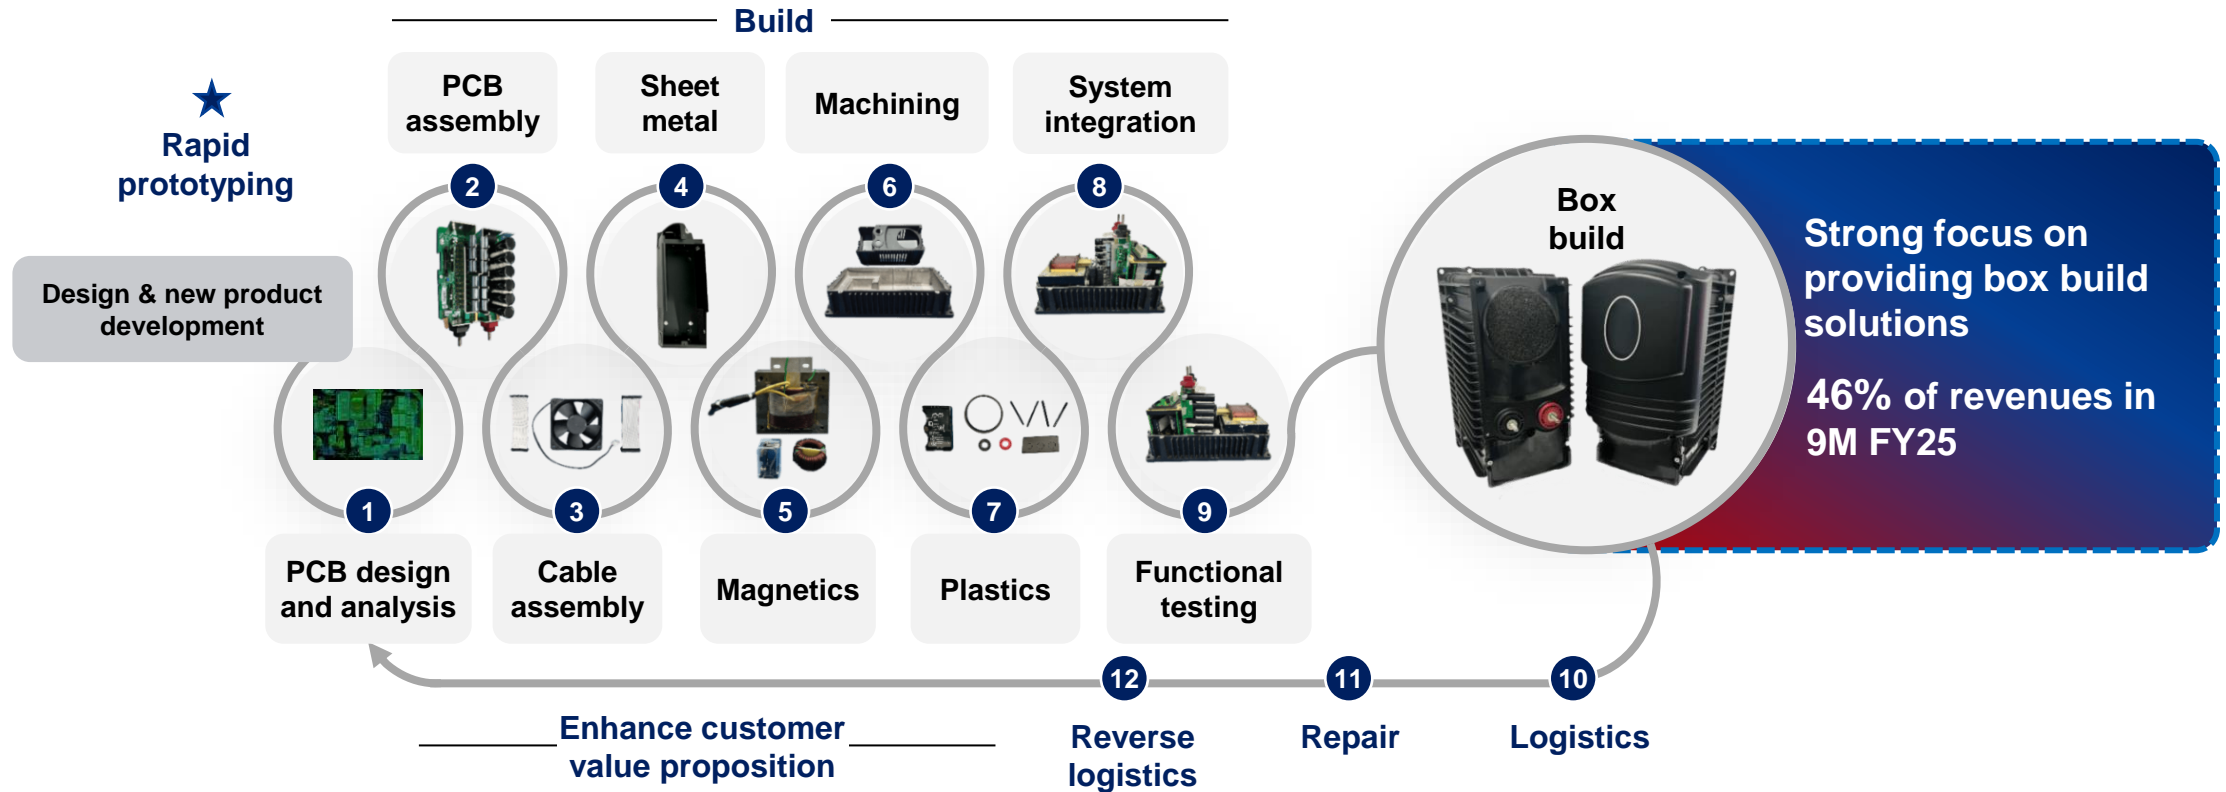 Build
PCB
assembly
Sheet
metal
Machining
System
integration
Rapid
prototyping
2
4
6
8
Box
build
Strong focus on
providing box build
solutions
46% of revenues in
9M FY25
Design & new product
development
1
3
5
7
9
PCB design
and analysis
Cable
assembly
Magnetics
Plastics
Functional
testing
12
11
10
Enhance customer
value proposition
Reverse
logistics
Repair
Logistics